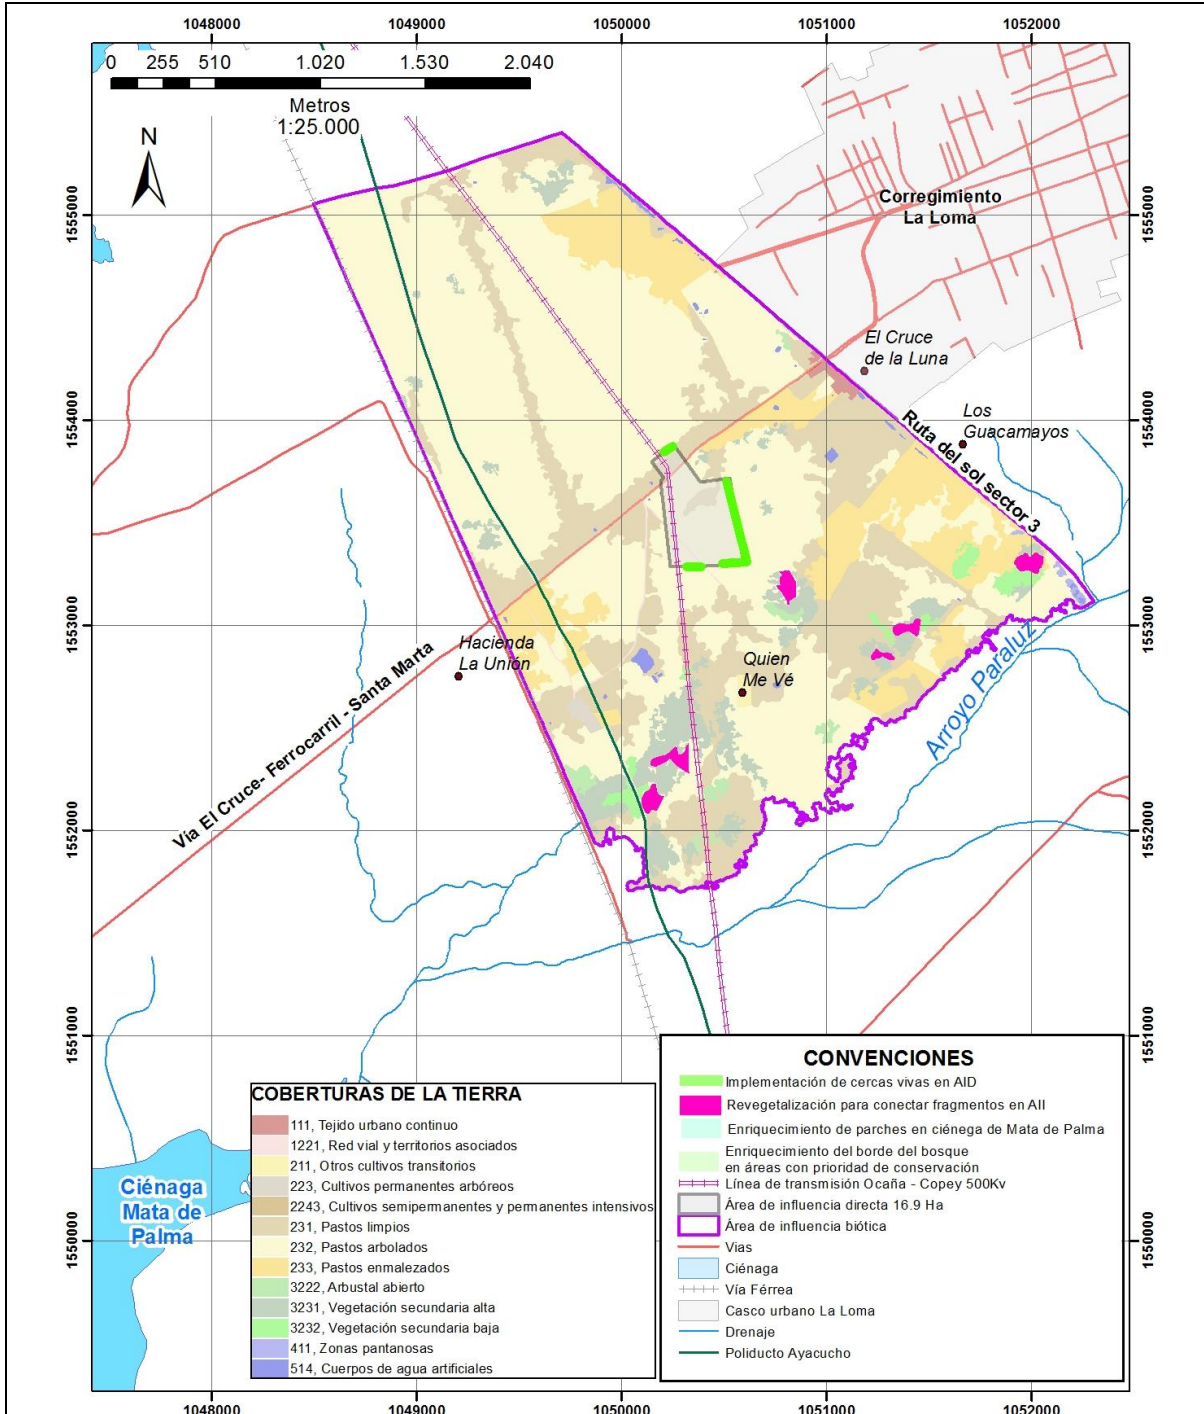 1048000
1049000
1050000
1051000
1052000
0
255
510
1.020
1.530
2.040
Metros
1:25.000
N
Corregimiento
La Loma
1555000
1555000
El Cruce
de la Luna
Los
Guacamayos
1554000
1554000
Ruta del sol sector 3
1553000
1553000
Hacienda
La Unión
Quien
Me Vé
Vía El Cruce- Ferrocarril - Santa Marta
Arroyo Paraluz
1552000
1552000
1551000
1551000
Ciénaga
Mata de
Palma
1550000
1550000
COBERTURAS DE LA TIERRA
111, Tejido urbano continuo
1221, Red vial y territorios asociados
211, Otros cultivos transitorios
223, Cultivos permanentes arbóreos
2243, Cultivos semipermanentes y permanentes intensivos
231, Pastos limpios
232, Pastos arbolados
233, Pastos enmalezados
3222, Arbustal abierto
3231, Vegetación secundaria alta
3232, Vegetación secundaria baja
411, Zonas pantanosas
514, Cuerpos de agua artificiales
CONVENCIONES
Implementación de cercas vivas en AID
Revegetalización para conectar fragmentos en AII
Enriquecimiento de parches en ciénega de Mata de Palma
Enriquecimiento del borde del bosque
en áreas con prioridad de conservación
Línea de transmisión Ocaña - Copey 500Kv
Área de influencia directa 16.9 Ha
Área de influencia biótica
Vias
Ciénaga
Vía Férrea
Casco urbano La Loma
Drenaje
Poliducto Ayacucho
1048000
1049000
1050000
1051000
1052000